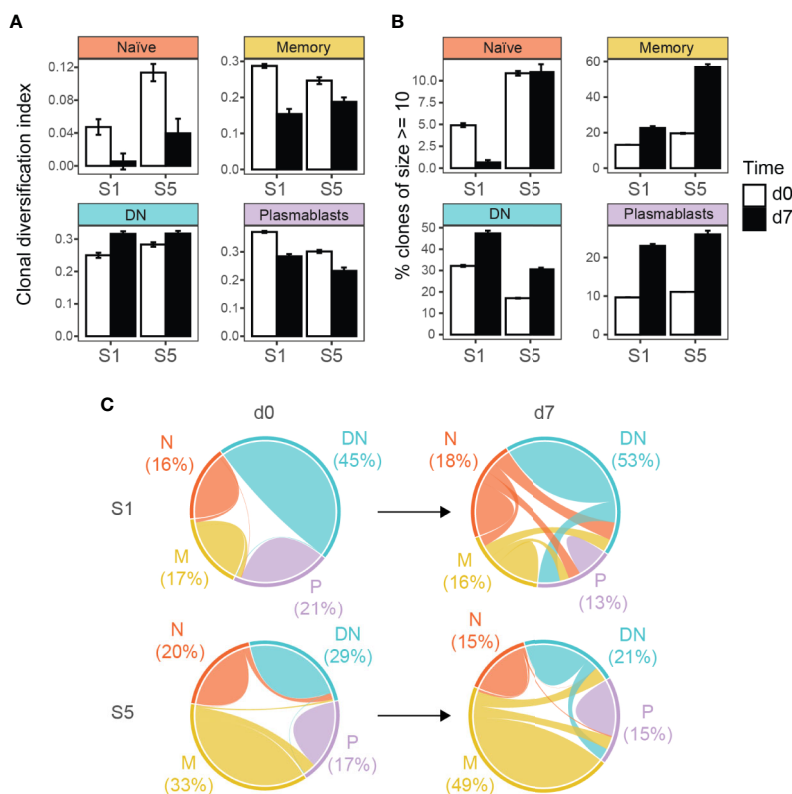 A
Naïve
Memory
0.12
0.08
0.04
0.00
S1
S5
0.3
0.2
0.1
0.0
S1
S5
DN
Plasmablasts
0.3
0.2
0.1
0.0
S1
S5
0.3
0.2
0.1
0.0
S1
S5
Clonal diversification index
B
Naïve
Memory
10.0
7.5
5.0
2.5
0.0
S1
S5
60
40
20
0
S1
S5
DN
Plasmablasts
50
40
30
20
10
0
S1
S5
20
10
0
S1
S5
% clones of size >= 10
Time
d0
d7
C
d0
d7
S1
N
(16%)
DN
(45%)
M
(17%)
P
(21%)
N
(18%)
DN
(53%)
M
(16%)
P
(13%)
S5
N
(20%)
DN
(29%)
M
(33%)
P
(17%)
N
(15%)
DN
(21%)
P
(15%)
M
(49%)